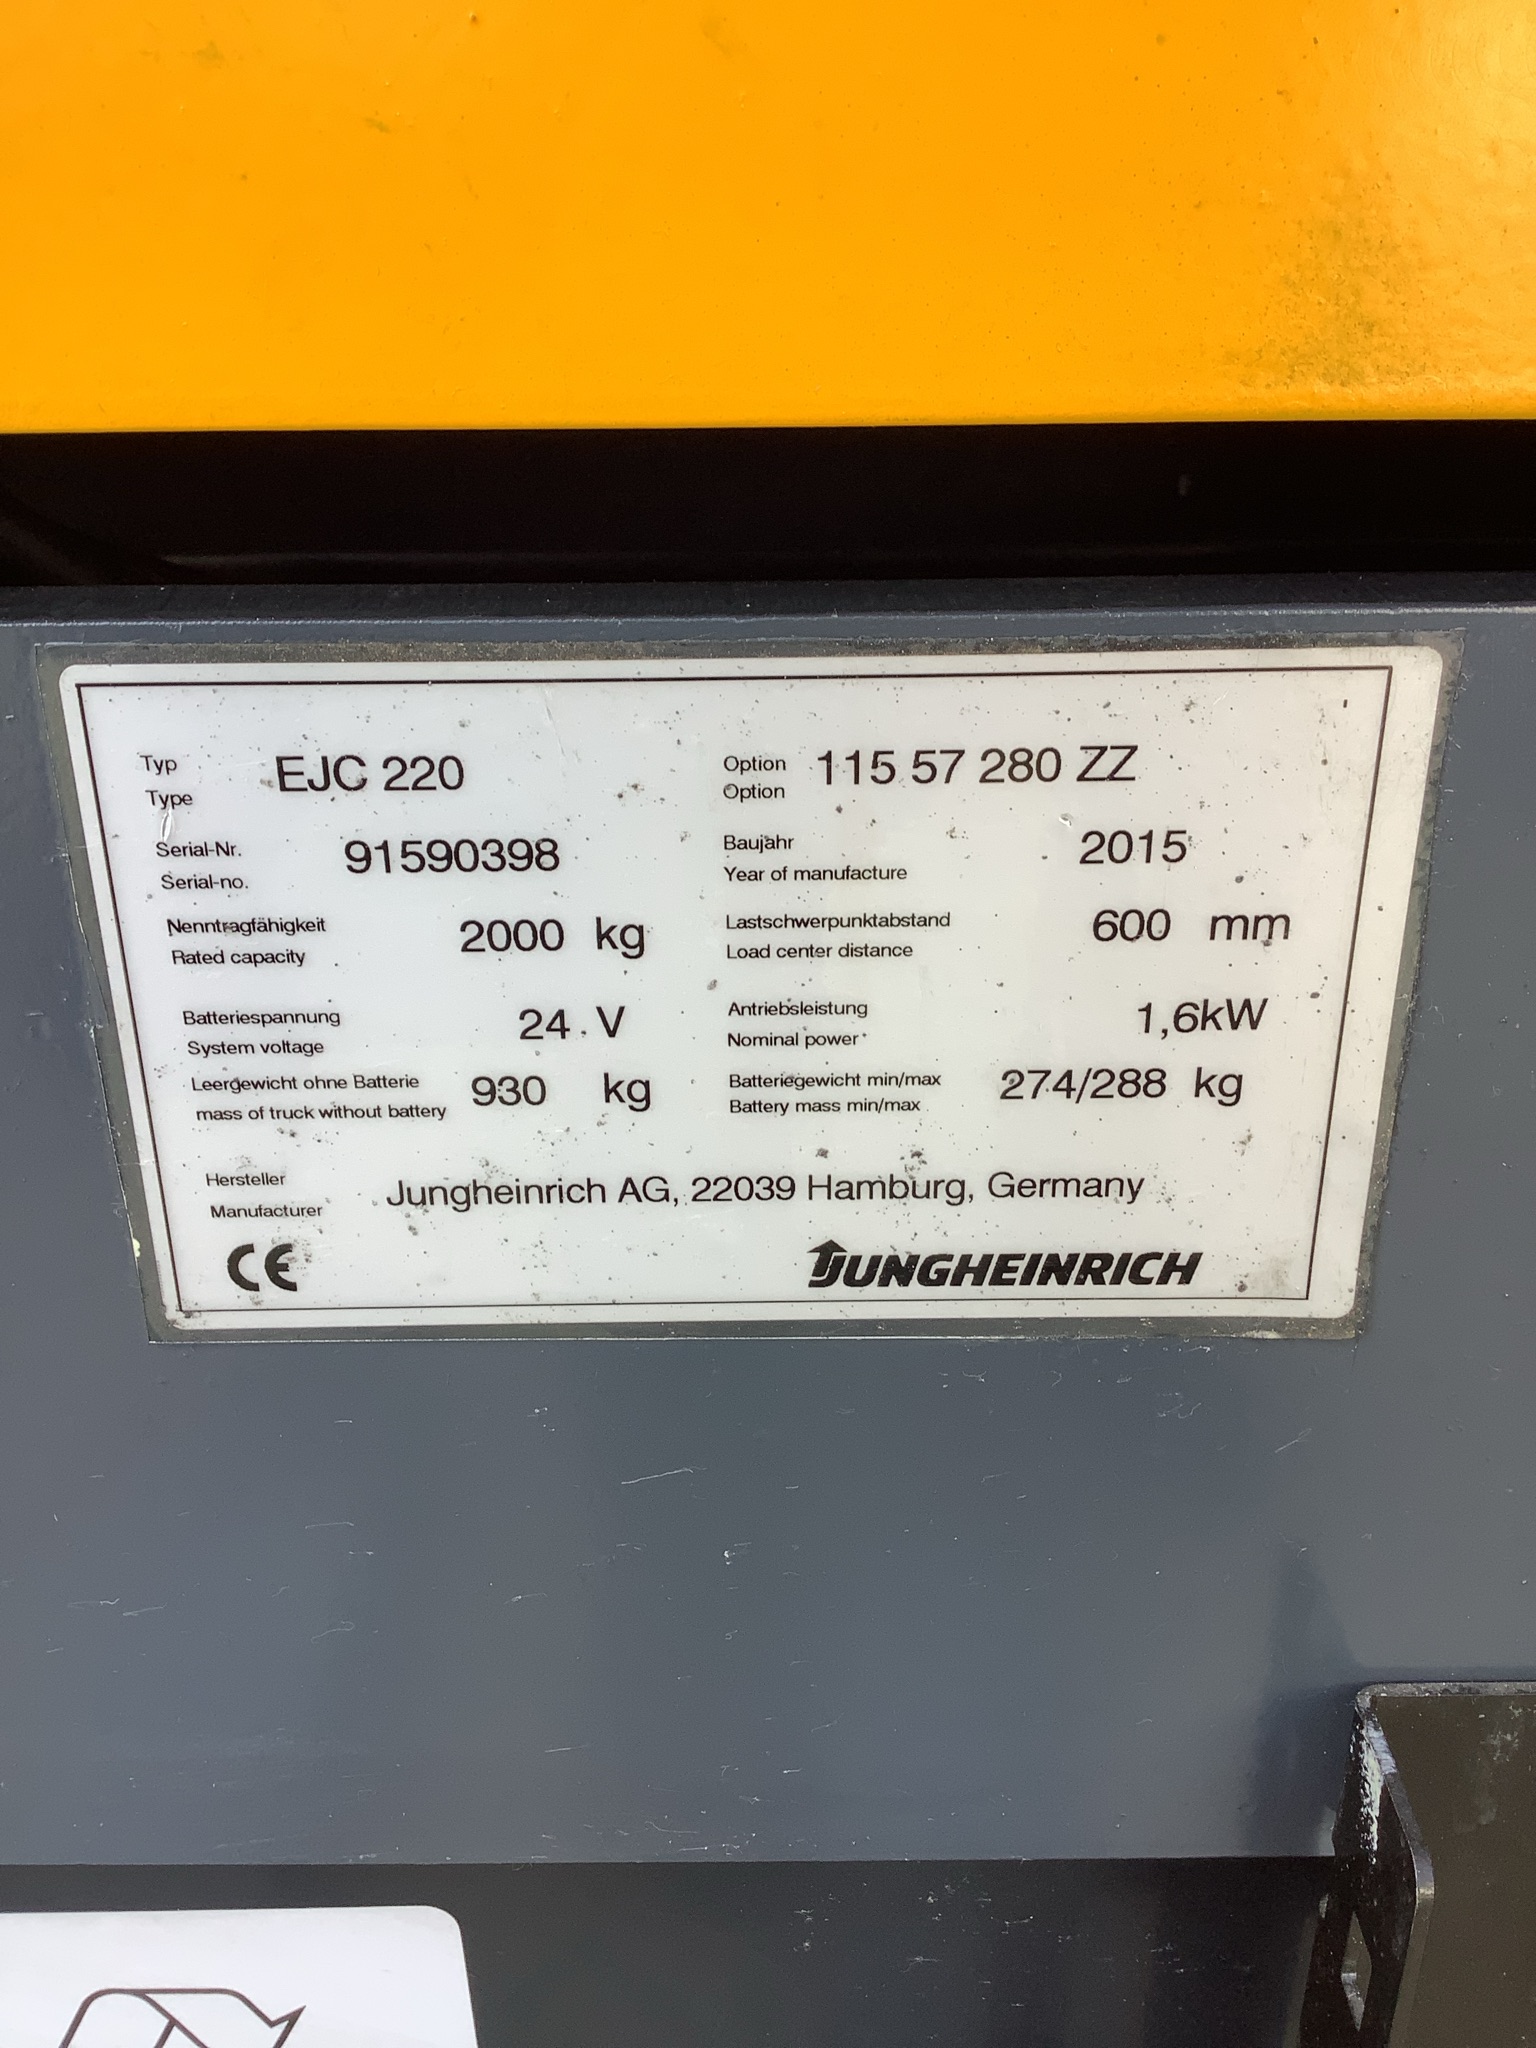 Typ EJC 220 Option 115 57 280 ZZ
Type Option
Serial-Nr. 91590398 Baujahr 2015
Serial-no. Year of manufacture
Nenntragfähigkeit 2000 kg Lastschwerpunktabstand 600 mm
Rated capacity Load center distance
Batteriespannung 24 V Antriebsleistung 1,6kW
System voltage Nominal power
Leergewicht ohne Batterie 930 kg Batteriegewicht min/max 274/288 kg
mass of truck without battery Battery mass min/max
Hersteller Jungheinrich AG, 22039 Hamburg, Germany
Manufacturer
CE JUNGHEINRICH